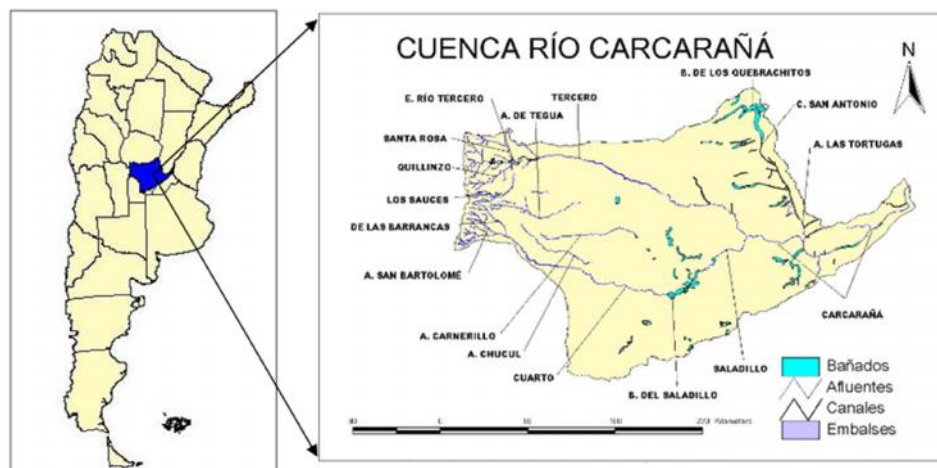 CUENCA RÍO CARCARAÑÁ
N
B. DE LOS QUEBRACHITOS
E. RÍO TERCERO
TERCERO
C. SAN ANTONIO
A. DE TEGUA
SANTA ROSA
A. LAS TORTUGAS
QUILLINZO
LOS SAUCES
DE LAS BARRANCAS
A. SAN BARTOLOMÉ
CARCARAÑÁ
A. CARNERILLO
A. CHUCUL
SALADILLO
CUARTO
B. DEL SALADILLO
Bañados
Afluentes
Canales
Embalses